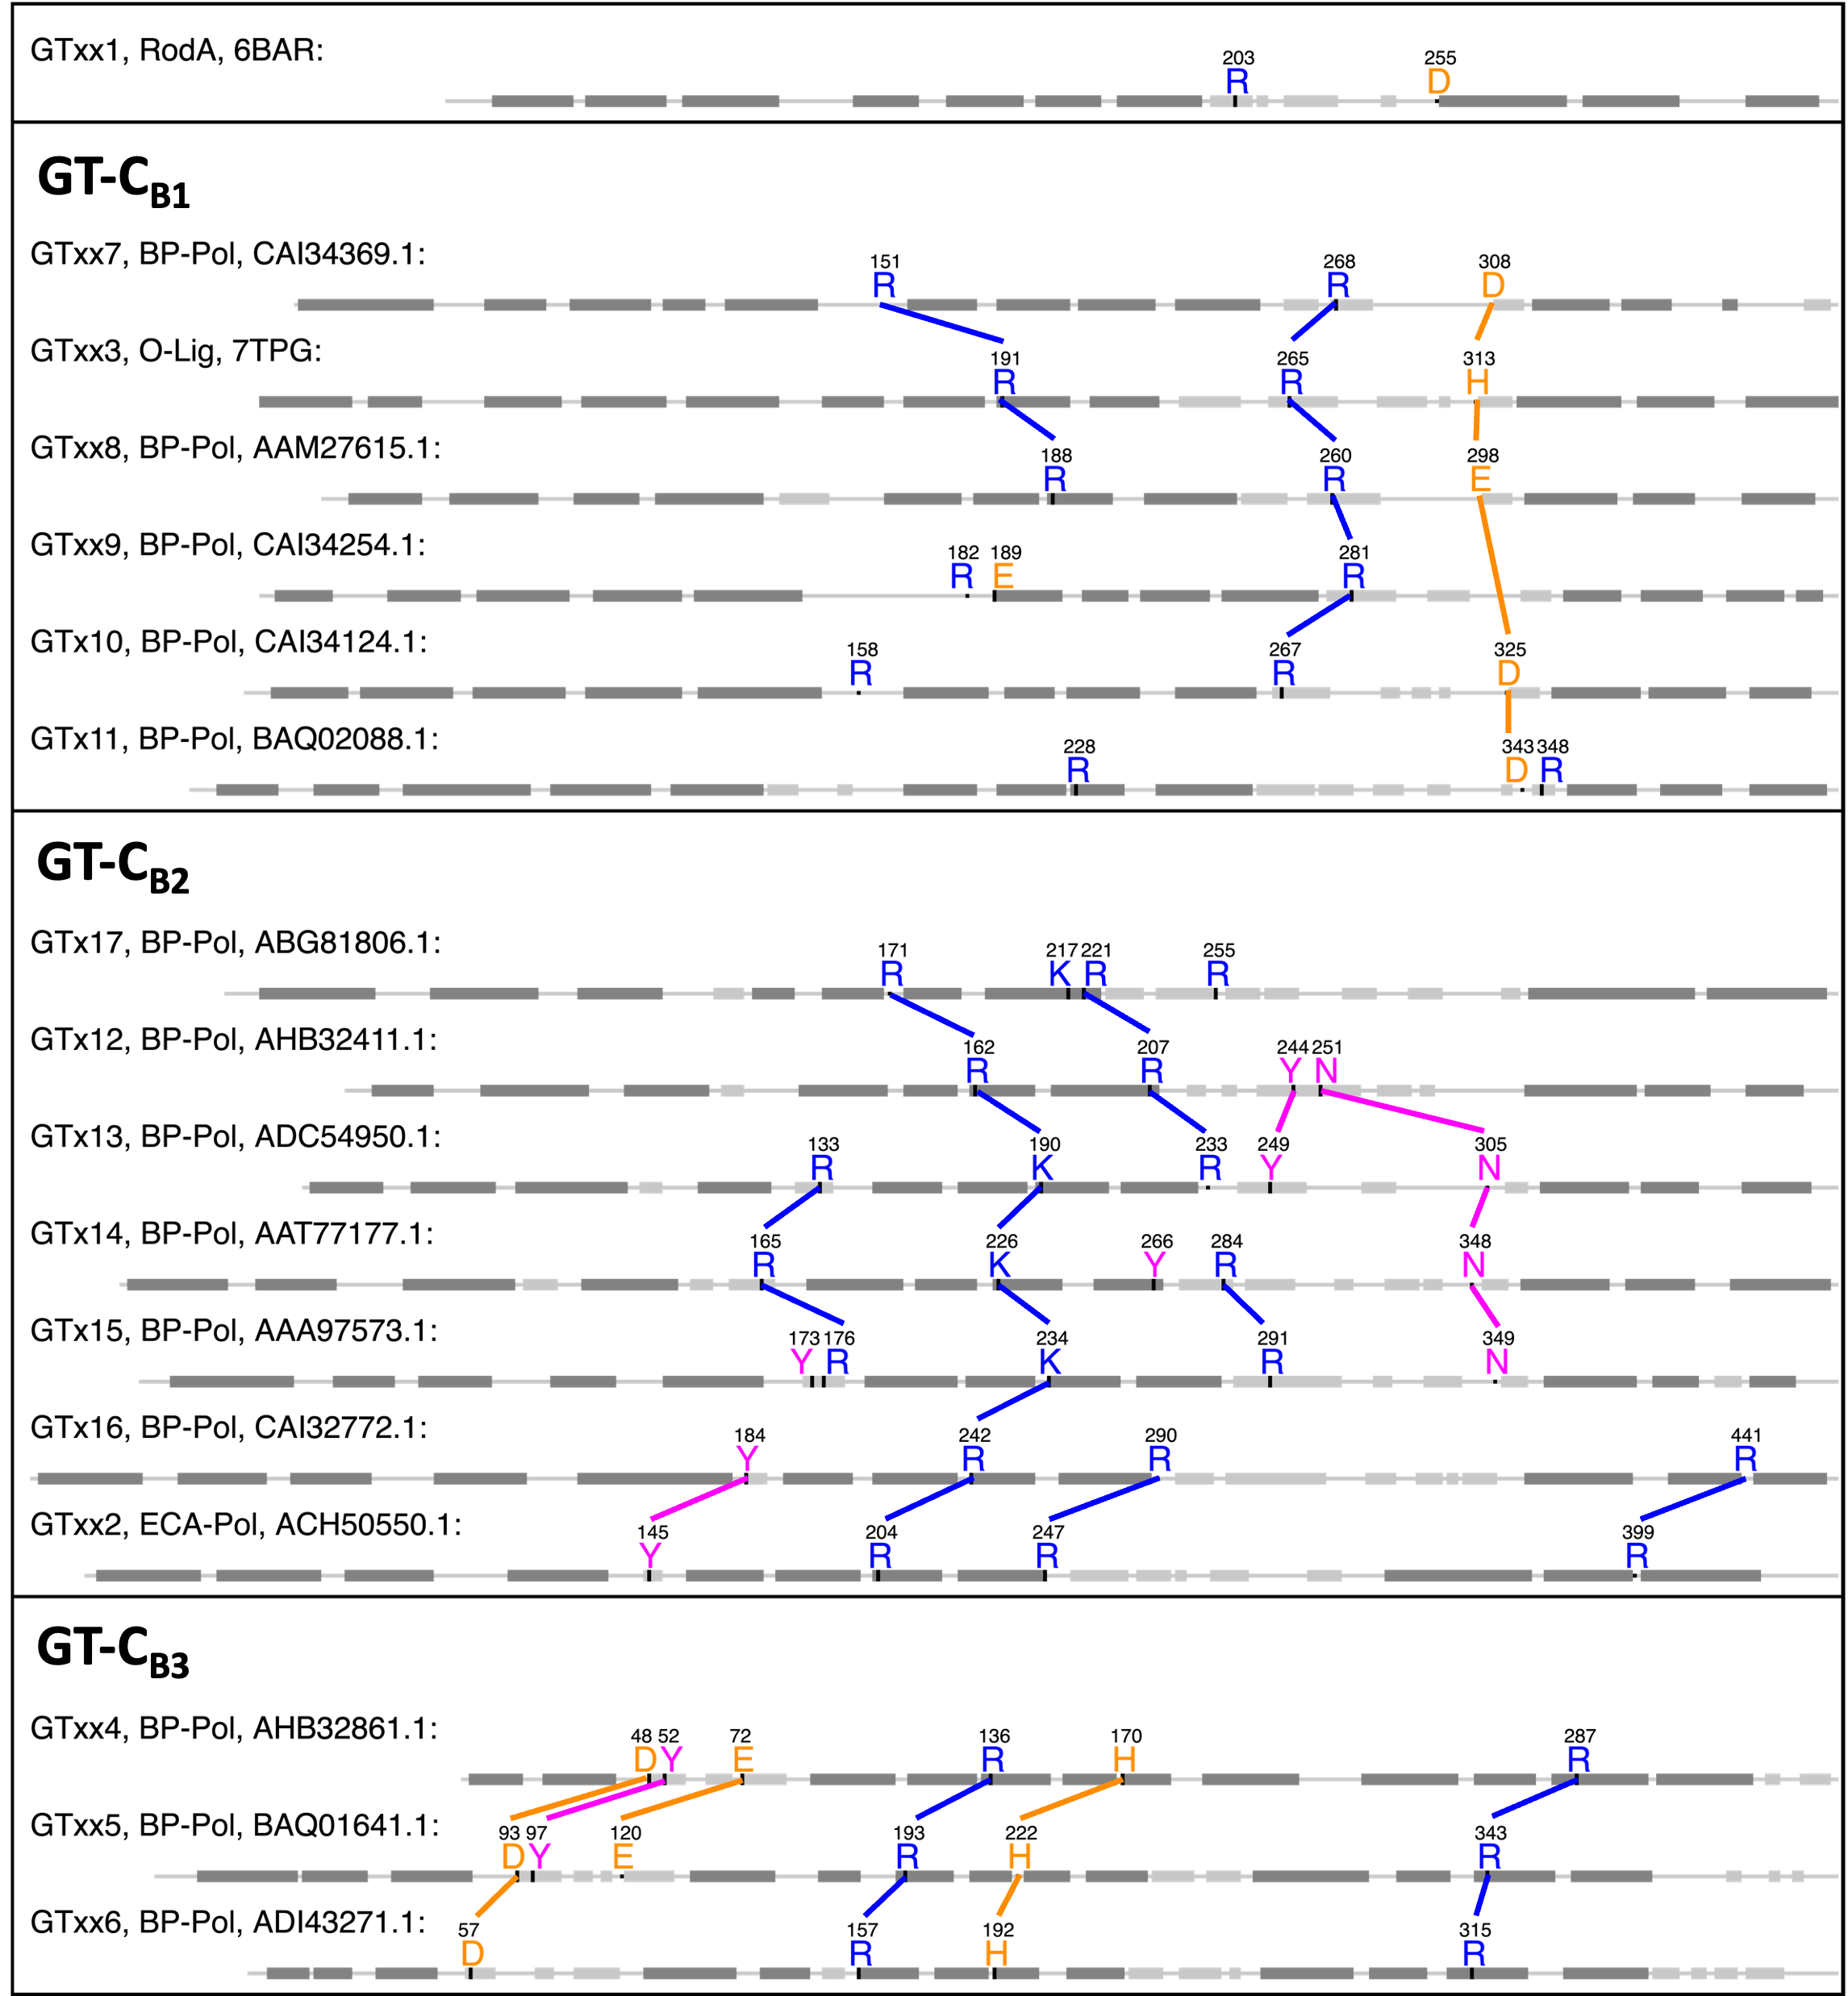 GTxx1, RodA, 6BAR:
203 255
R D
GT-CB1
GTxx7, BP-Pol, CAI34369.1:
151 268 308
R R D
GTxx3, O-Lig, 7TPG:
191 265 313
R R H
GTxx8, BP-Pol, AAM27615.1:
188 260 298
R R E
GTxx9, BP-Pol, CAI34254.1:
182 189 281
R E R
GTx10, BP-Pol, CAI34124.1:
158 267 325
R R D
GTx11, BP-Pol, BAQ02088.1:
228 343 348
R D R
GT-CB2
GTx17, BP-Pol, ABG81806.1:
171 217 221 255
R K R R
GTx12, BP-Pol, AHB32411.1:
162 207 244 251
R R Y N
GTx13, BP-Pol, ADC54950.1:
133 190 233 249 305
R K R Y N
GTx14, BP-Pol, AAT77177.1:
165 226 266 284 348
R K Y R N
GTx15, BP-Pol, AAA97573.1:
173 176 234 291 349
Y R K R N
GTx16, BP-Pol, CAI32772.1:
184 242 290 441
Y R R R
GTxx2, ECA-Pol, ACH50550.1:
145 204 247 399
Y R R R
GT-CB3
GTxx4, BP-Pol, AHB32861.1:
48 52 72 136 170 287
D Y E R H R
GTxx5, BP-Pol, BAQ01641.1:
93 97 120 193 222 343
D Y E R H R
GTxx6, BP-Pol, ADI43271.1:
57 157 192 315
D R H R